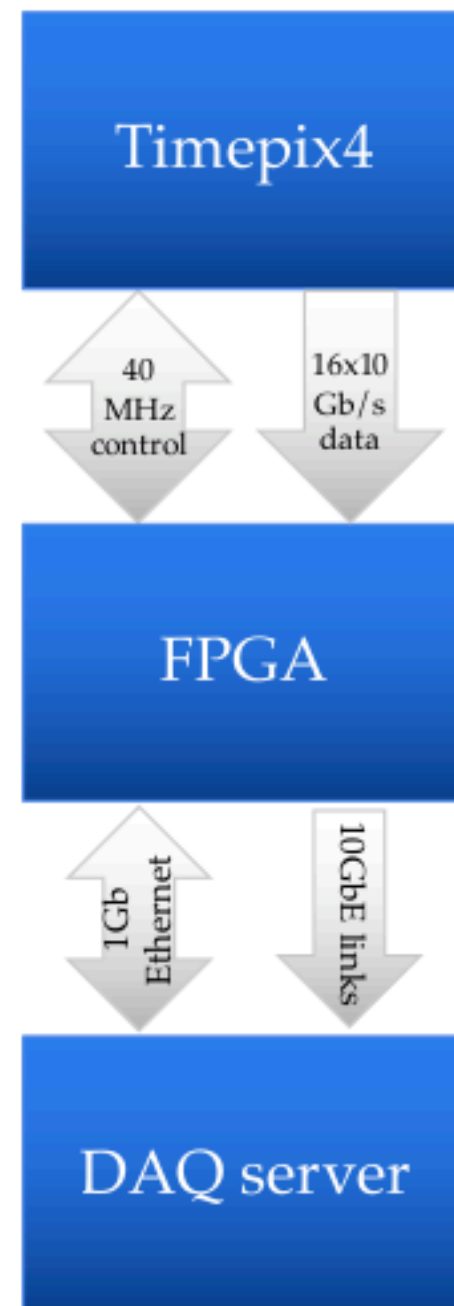 Timepix4
40
MHz
control
16x10
Gb/s
data
FPGA
1Gb
Ethernet
10GbE links
DAQ server